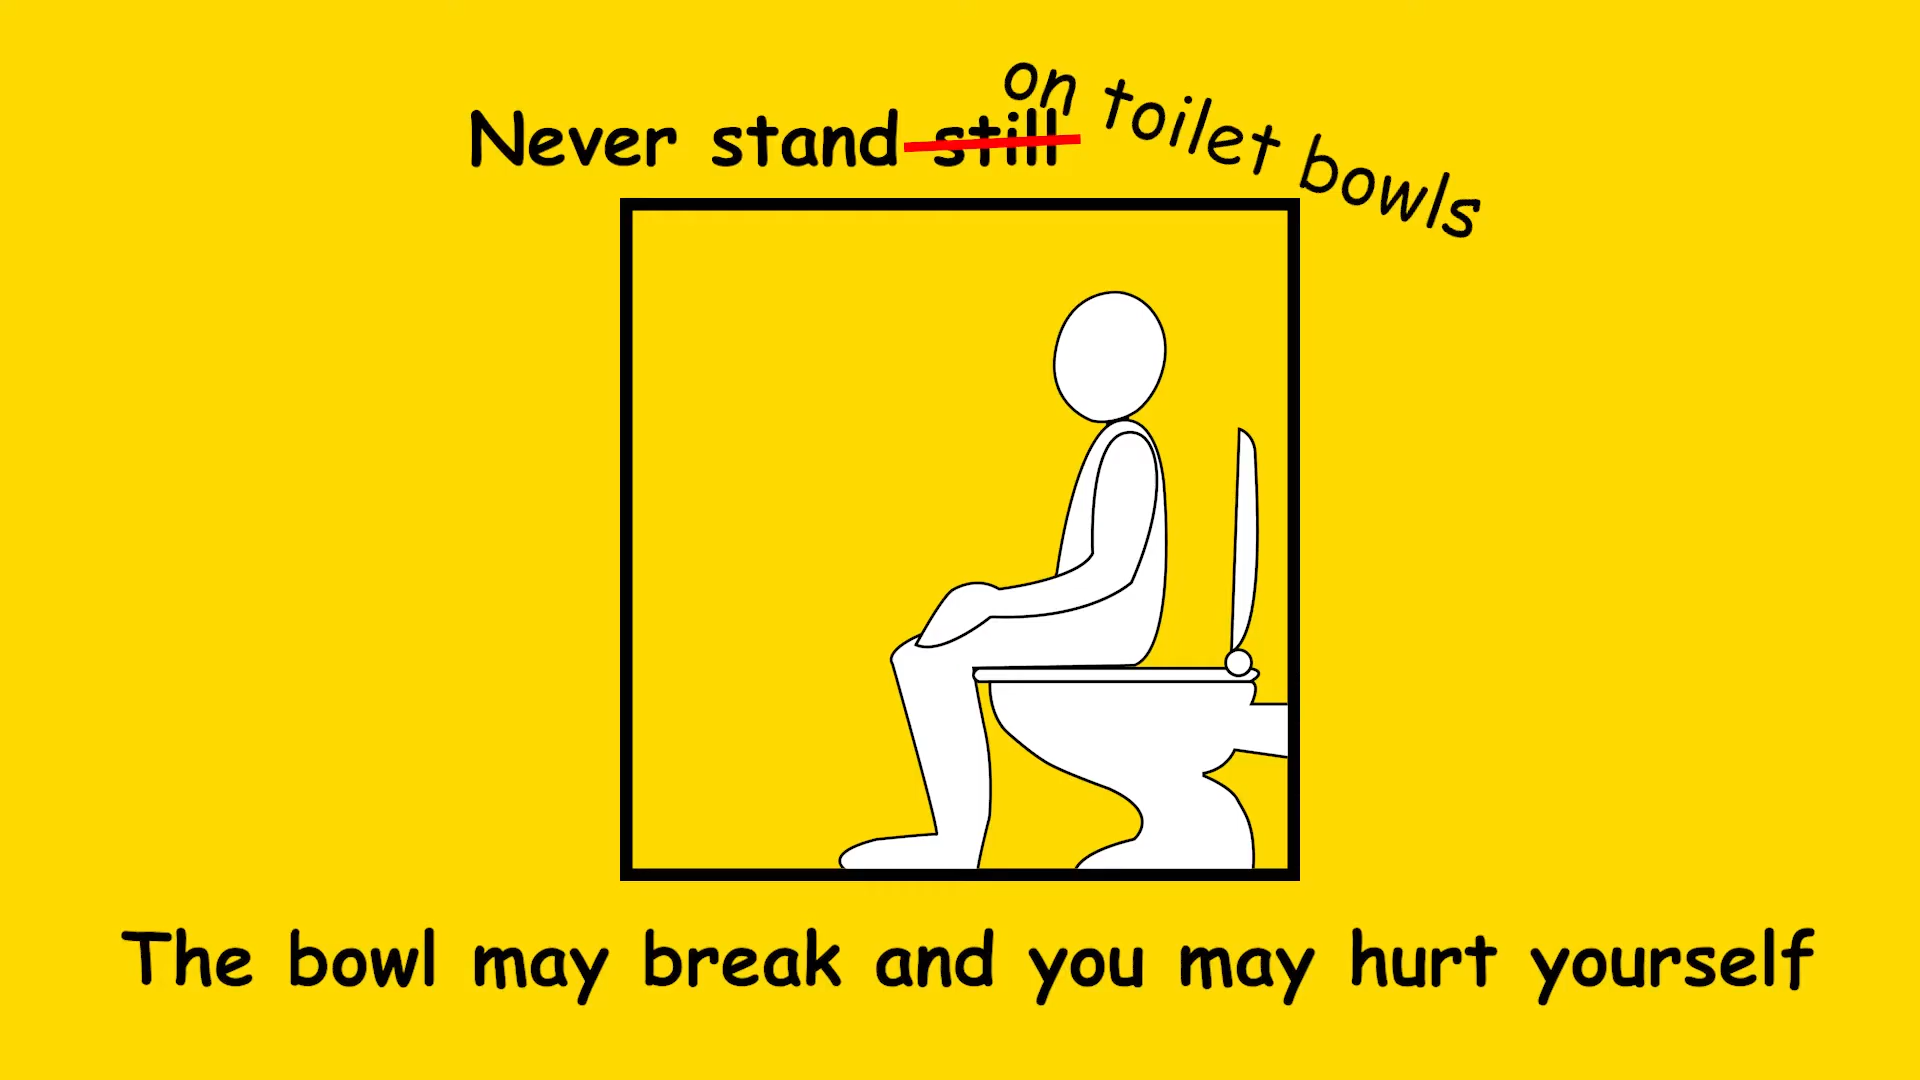 Never stand still
on toilet bowls
The bowl may break and you may hurt yourself